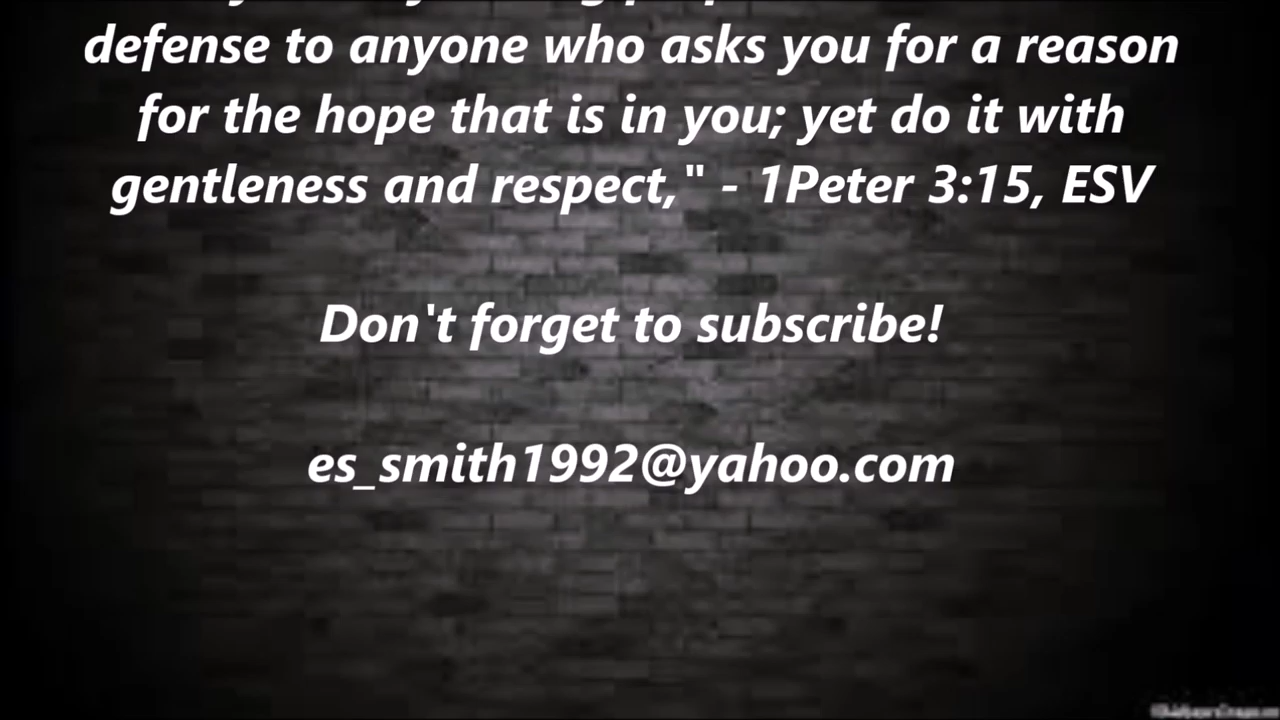 defense to anyone who asks you for a reason
for the hope that is in you; yet do it with
gentleness and respect," - 1Peter 3:15, ESV
Don't forget to subscribe!
es_smith1992@yahoo.com